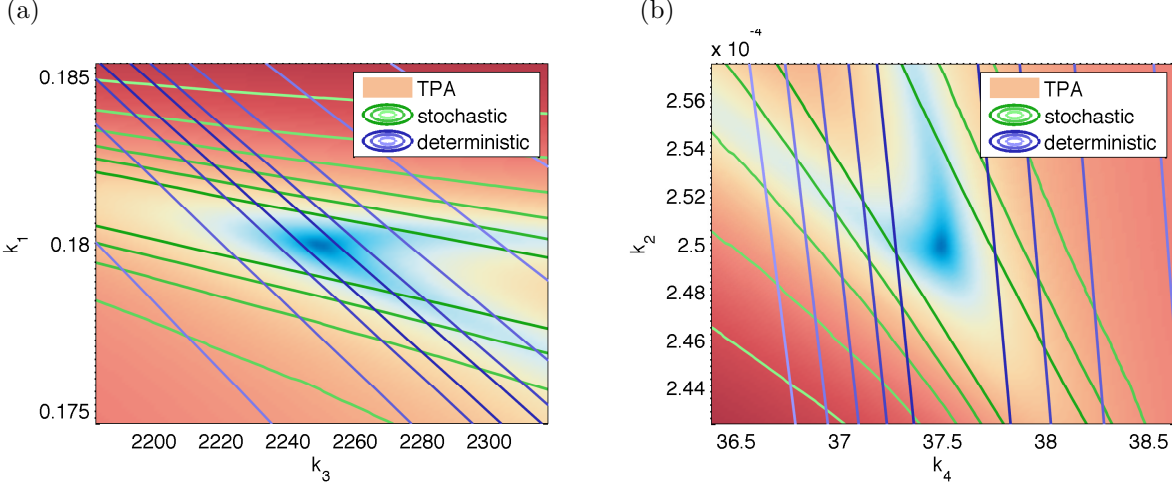 (a)
(b)
x 10⁻⁴
0.185
0.18
0.175
k₁
TPA
stochastic
deterministic
2200 2220 2240 2260 2280 2300
k₃
2.56
2.54
2.52
2.5
2.48
2.46
2.44
k₂
TPA
stochastic
deterministic
36.5 37 37.5 38 38.5
k₄